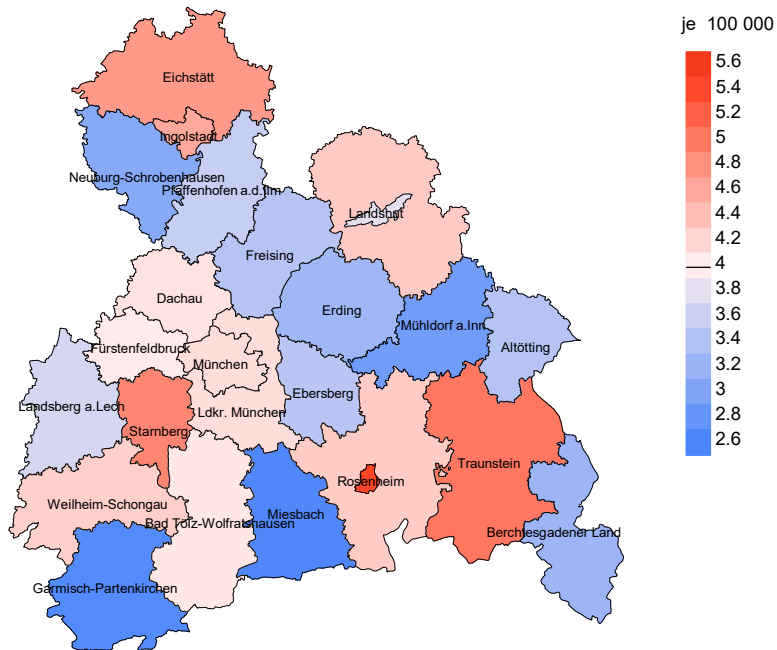 je 100 000
5.6
5.4
5.2
5
4.8
4.6
4.4
4.2
4
3.8
3.6
3.4
3.2
3
2.8
2.6
Eichstätt
Ingolstadt
Neuburg-Schrobenhausen
Pfaffenhofen a.d.Ilm
Landshut
Freising
Dachau
Erding
Mühldorf a.Inn
Altötting
Fürstenfeldbruck
München
Ebersberg
Landsberg a.Lech
Ldkr. München
Starnberg
Traunstein
Rosenheim
Weilheim-Schongau
Miesbach
Bad Tölz-Wolfratshausen
Berchtesgadener Land
Garmisch-Partenkirchen